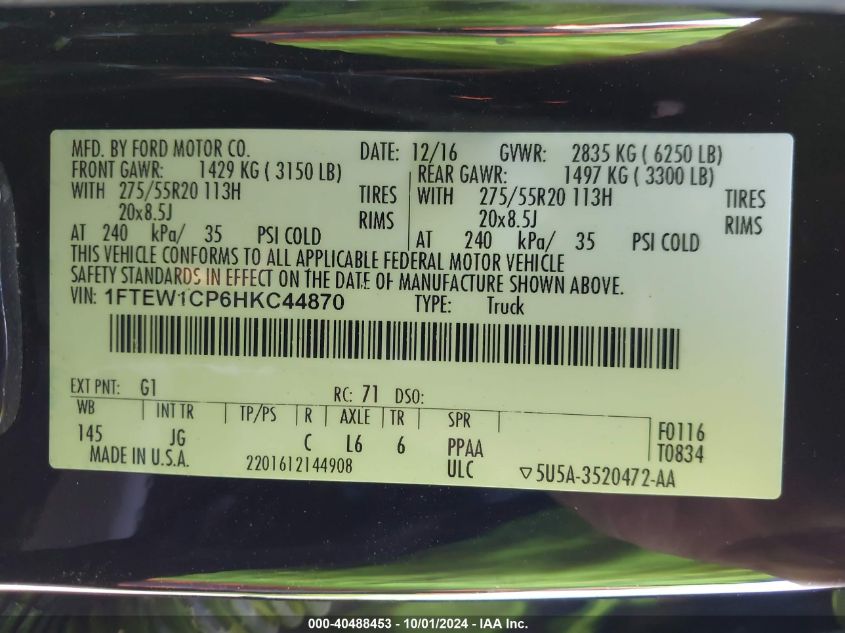 MFD. BY FORD MOTOR CO. DATE: 12/16 GVWR: 2835 KG ( 6250 LB)
FRONT GAWR: 1429 KG ( 3150 LB) REAR GAWR: 1497 KG ( 3300 LB)
WITH 275/55R20 113H TIRES WITH 275/55R20 113H TIRES
20x8.5J RIMS 20x8.5J RIMS
AT 240 kPa/ 35 PSI COLD AT 240 kPa/ 35 PSI COLD
THIS VEHICLE CONFORMS TO ALL APPLICABLE FEDERAL MOTOR VEHICLE
SAFETY STANDARDS IN EFFECT ON THE DATE OF MANUFACTURE SHOWN ABOVE.
VIN: 1FTEW1CP6HKC44870 TYPE: Truck
EXT PNT: G1 RC: 71 DSO:
WB INT TR TP/PS R AXLE TR SPR F0116
145 JG C L6 6 PPAA T0834
MADE IN U.S.A. 2201612144908 ULC ▽5U5A-3520472-AA
000-40488453 - 10/01/2024 - IAA Inc.